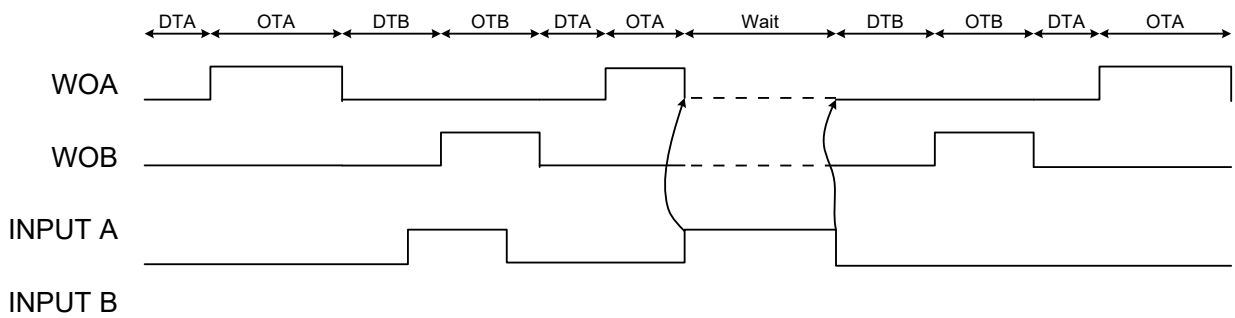 DTA OTA DTB OTB DTA OTA Wait DTB OTB DTA OTA
WOA
WOB
INPUT A
INPUT B